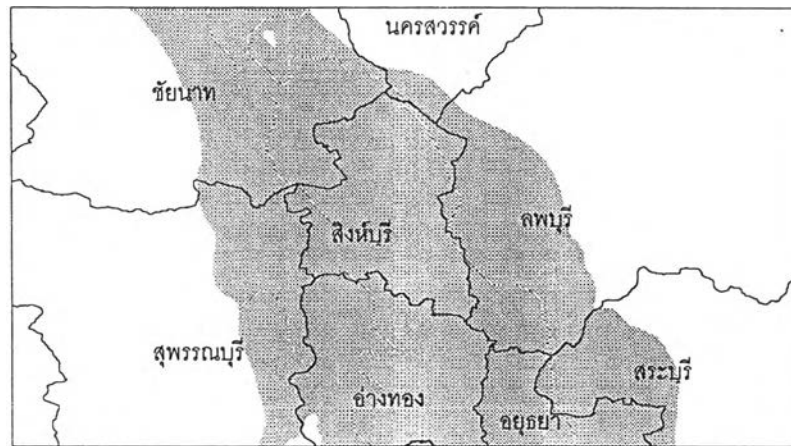 นครสวรรค์
ชัยนาท
ลพบุรี
สิงห์บุรี
สุพรรณบุรี
สระบุรี
อ่างทอง
อยุธยา